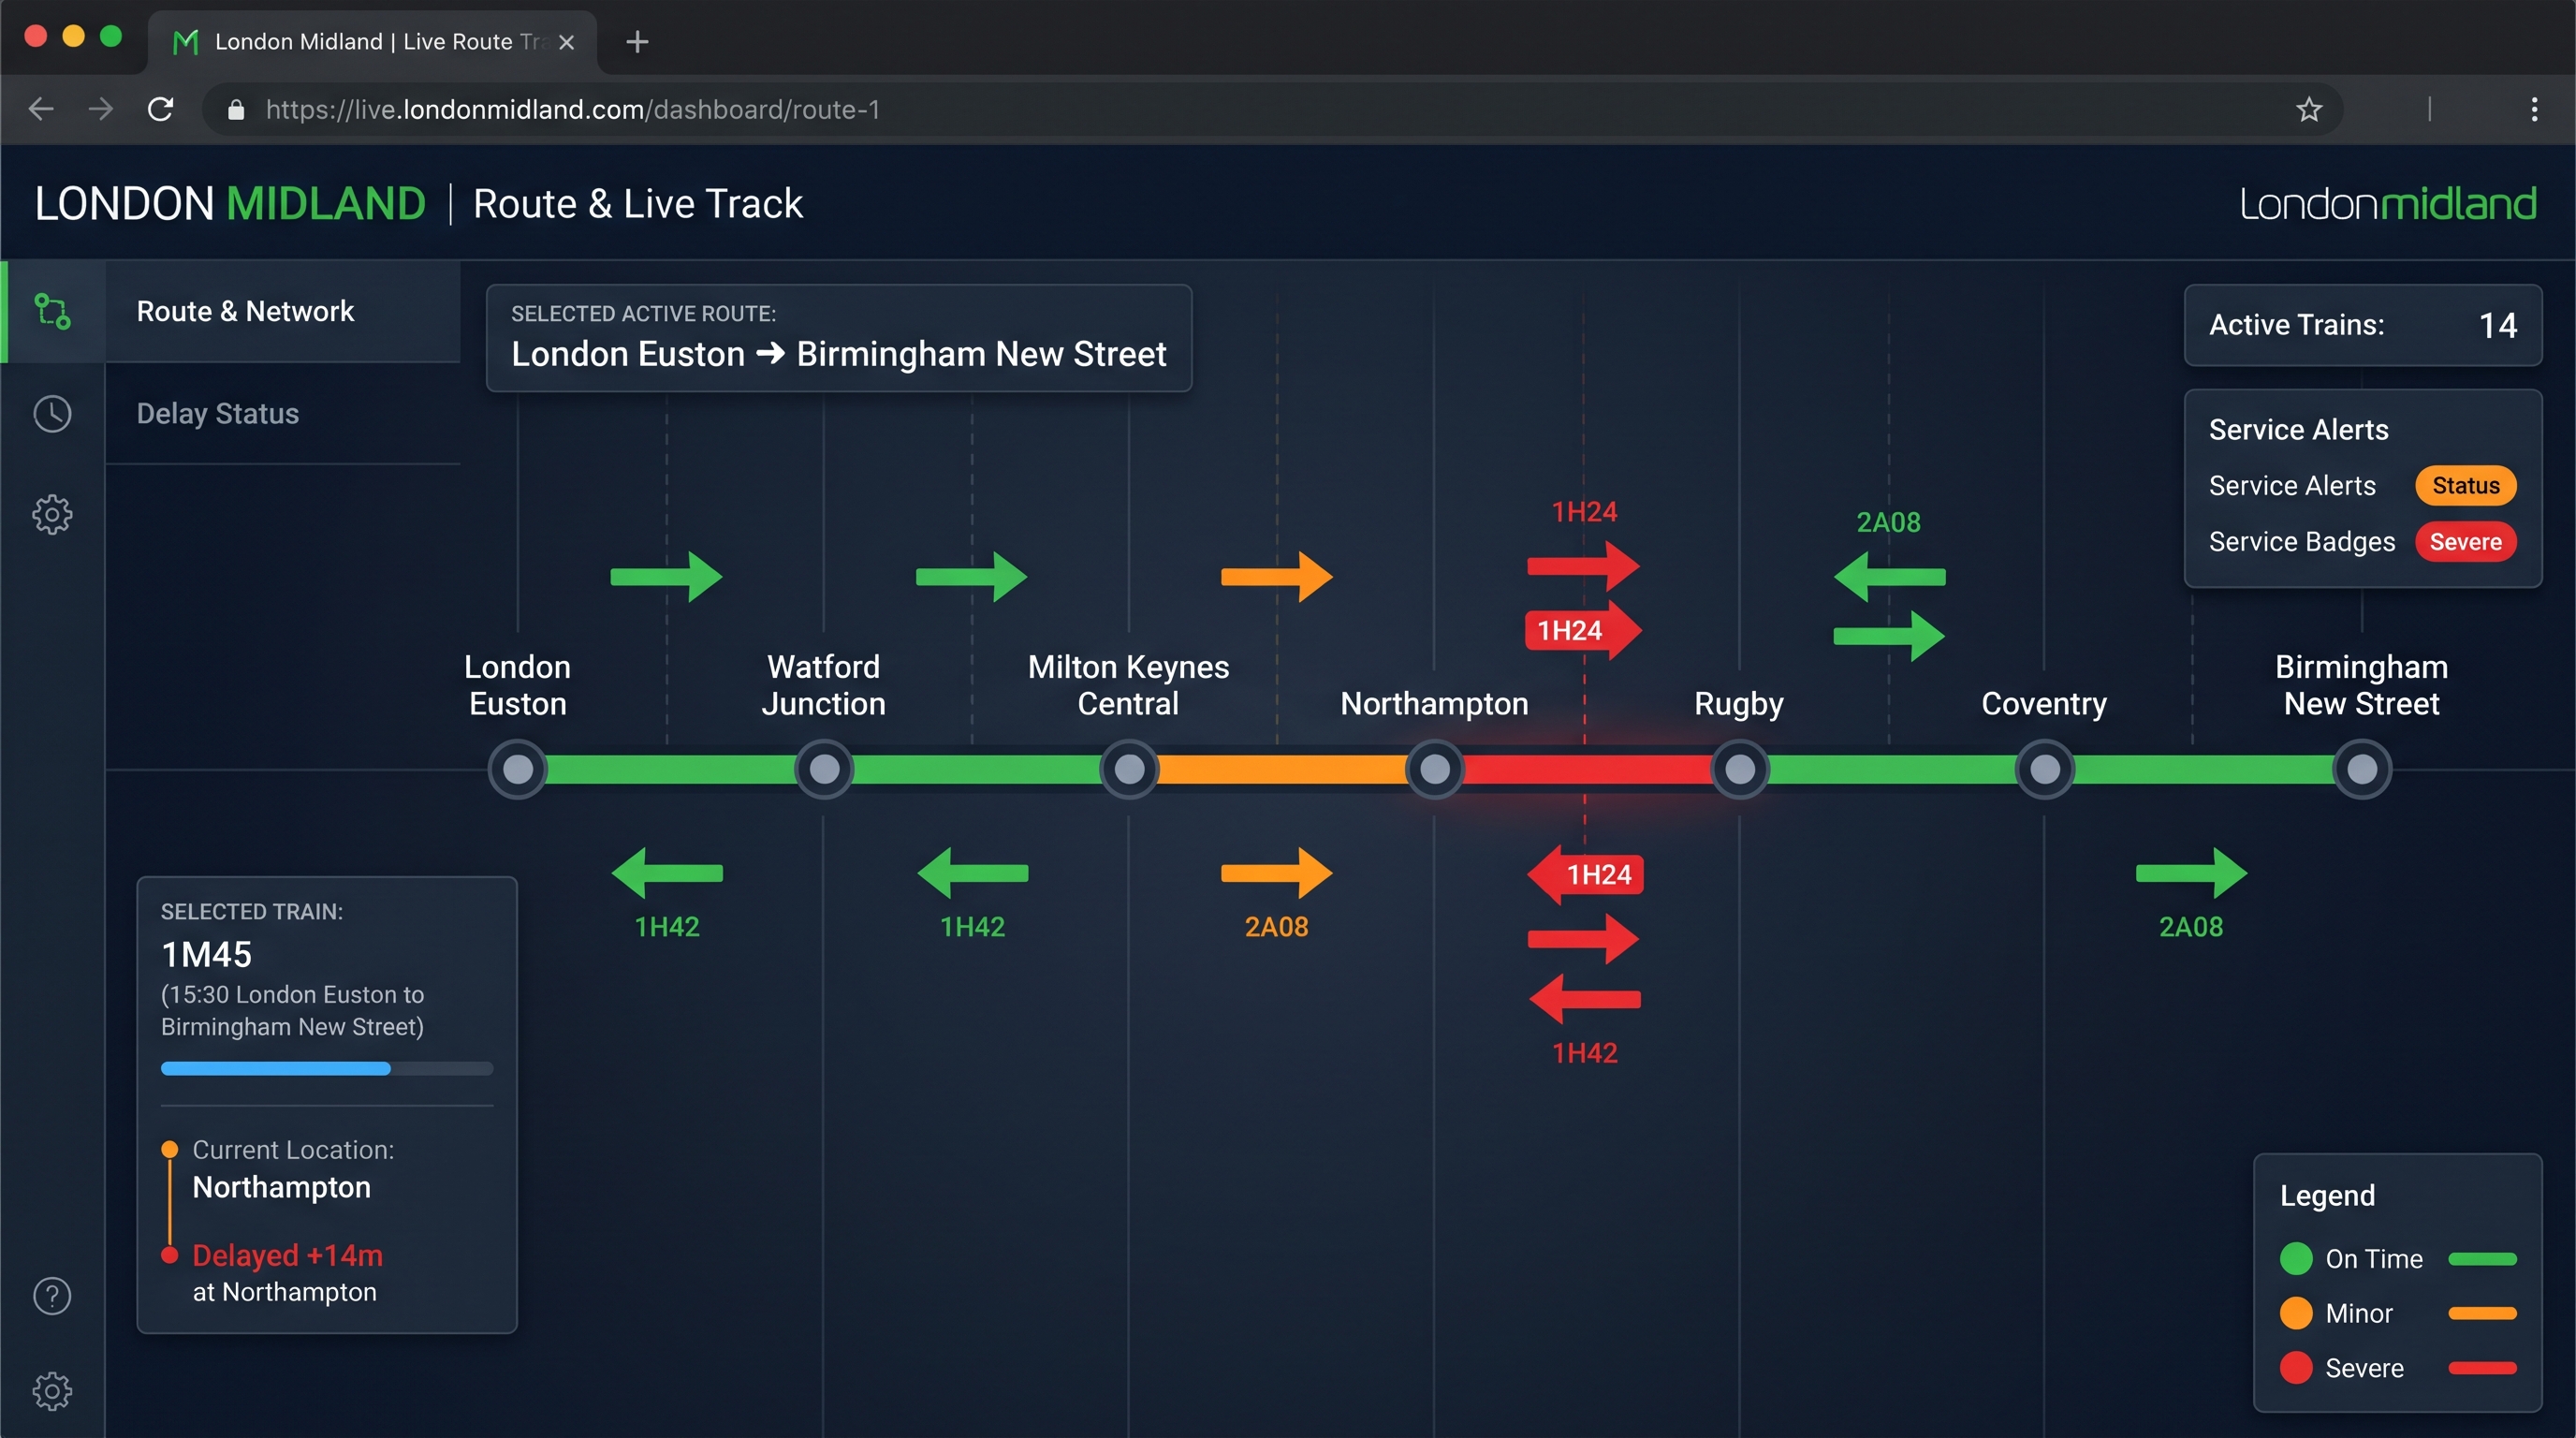 London Midland | Live Route Tra
https://live.londonmidland.com/dashboard/route-1
LONDON MIDLAND | Route & Live Track
Londonmidland
Route & Network
Delay Status
SELECTED ACTIVE ROUTE:
London Euston ➔ Birmingham New Street
Active Trains: 14
Service Alerts
Service Alerts Status
Service Badges Severe
1H24
2A08
1H24
London
Euston
Watford
Junction
Milton Keynes
Central
Northampton
Rugby
Coventry
Birmingham
New Street
1H24
1H42
1H42
2A08
2A08
1H42
SELECTED TRAIN:
1M45
(15:30 London Euston to
Birmingham New Street)
Current Location:
Northampton
Delayed +14m
at Northampton
Legend
On Time
Minor
Severe